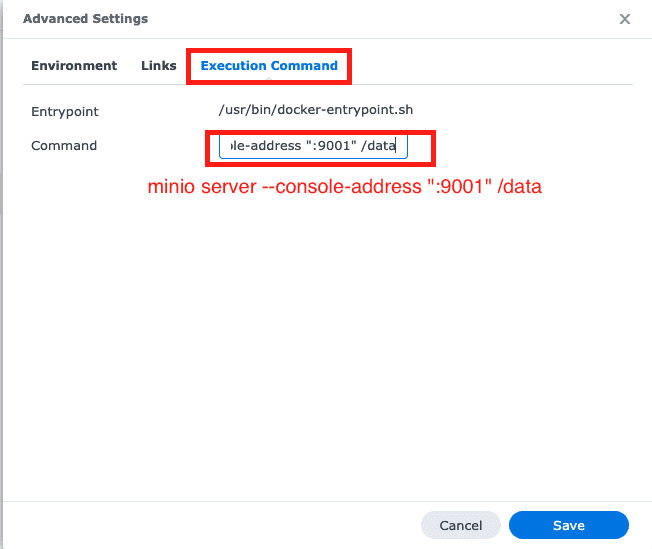 Advanced Settings
Environment Links Execution Command
Entrypoint /usr/bin/docker-entrypoint.sh
Command ole-address ":9001" /data
minio server --console-address ":9001" /data
Cancel Save